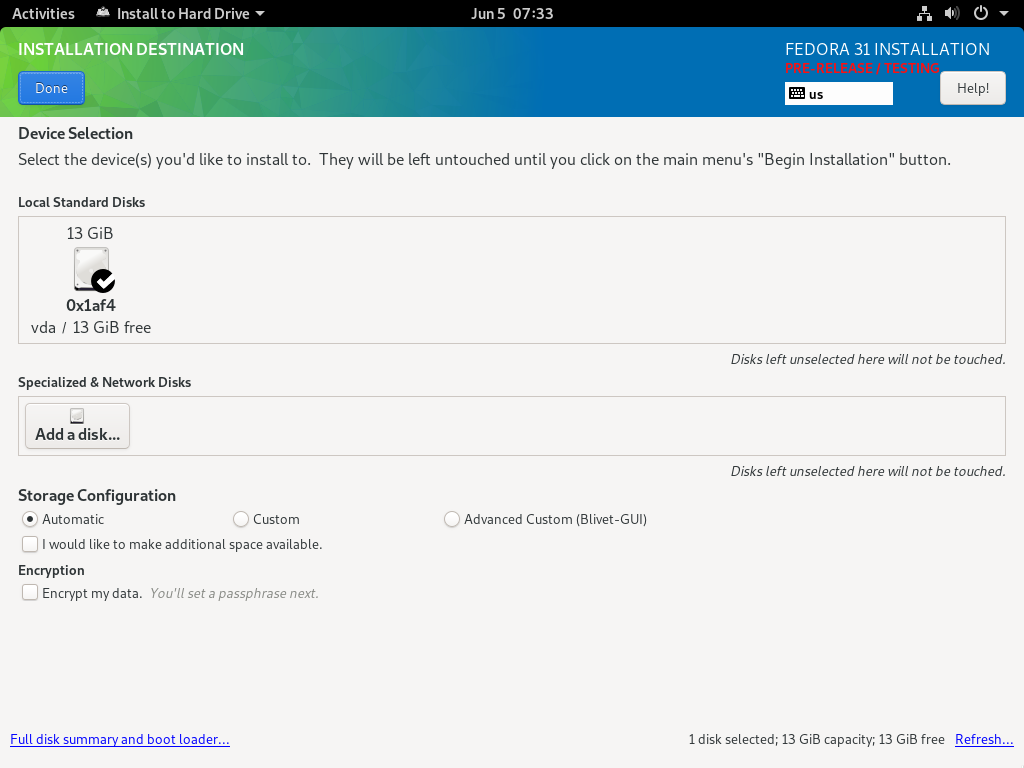 Activities Install to Hard Drive Jun 5 07:33
INSTALLATION DESTINATION FEDORA 31 INSTALLATION
PRE-RELEASE / TESTING
Done us Help!
Device Selection
Select the device(s) you'd like to install to. They will be left untouched until you click on the main menu's "Begin Installation" button.
Local Standard Disks
13 GiB
0x1af4
vda / 13 GiB free
Disks left unselected here will not be touched.
Specialized & Network Disks
Add a disk...
Disks left unselected here will not be touched.
Storage Configuration
Automatic Custom Advanced Custom (Blivet-GUI)
I would like to make additional space available.
Encryption
Encrypt my data. You'll set a passphrase next.
Full disk summary and boot loader... 1 disk selected; 13 GiB capacity; 13 GiB free Refresh...